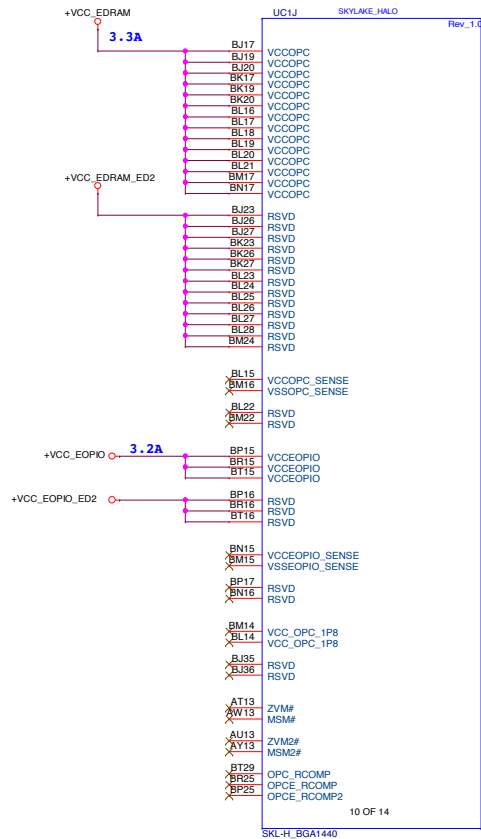 +VCC_EDRAM
UC1J SKYLAKE_HALO
Rev_1.0
3.3A
BJ17 VCCOPC
BJ19 VCCOPC
BJ20 VCCOPC
BK17 VCCOPC
BK19 VCCOPC
BK20 VCCOPC
BL16 VCCOPC
BL17 VCCOPC
BL18 VCCOPC
BL19 VCCOPC
BL20 VCCOPC
BL21 VCCOPC
BM17 VCCOPC
BN17 VCCOPC
+VCC_EDRAM_ED2
BJ23 RSVD
BJ26 RSVD
BJ27 RSVD
BK23 RSVD
BK26 RSVD
BK27 RSVD
BL23 RSVD
BL24 RSVD
BL25 RSVD
BL26 RSVD
BL27 RSVD
BL28 RSVD
BM24 RSVD
BL15 VCCOPC_SENSE
BM16 VSSOPC_SENSE
BL22 RSVD
BM22 RSVD
+VCC_EOPIO 3.2A
BP15 VCCEOPIO
BR15 VCCEOPIO
BT15 VCCEOPIO
+VCC_EOPIO_ED2
BP16 RSVD
BR16 RSVD
BT16 RSVD
BN15 VCCEOPIO_SENSE
BM15 VSSEOPIO_SENSE
BP17 RSVD
BN16 RSVD
BM14 VCC_OPC_1P8
BL14 VCC_OPC_1P8
BJ35 RSVD
BJ36 RSVD
AT13 ZVM#
AW13 MSM#
AU13 ZVM2#
AY13 MSM2#
BT29 OPC_RCOMP
BR25 OPCE_RCOMP
BP25 OPCE_RCOMP2
10 OF 14
SKL-H_BGA1440